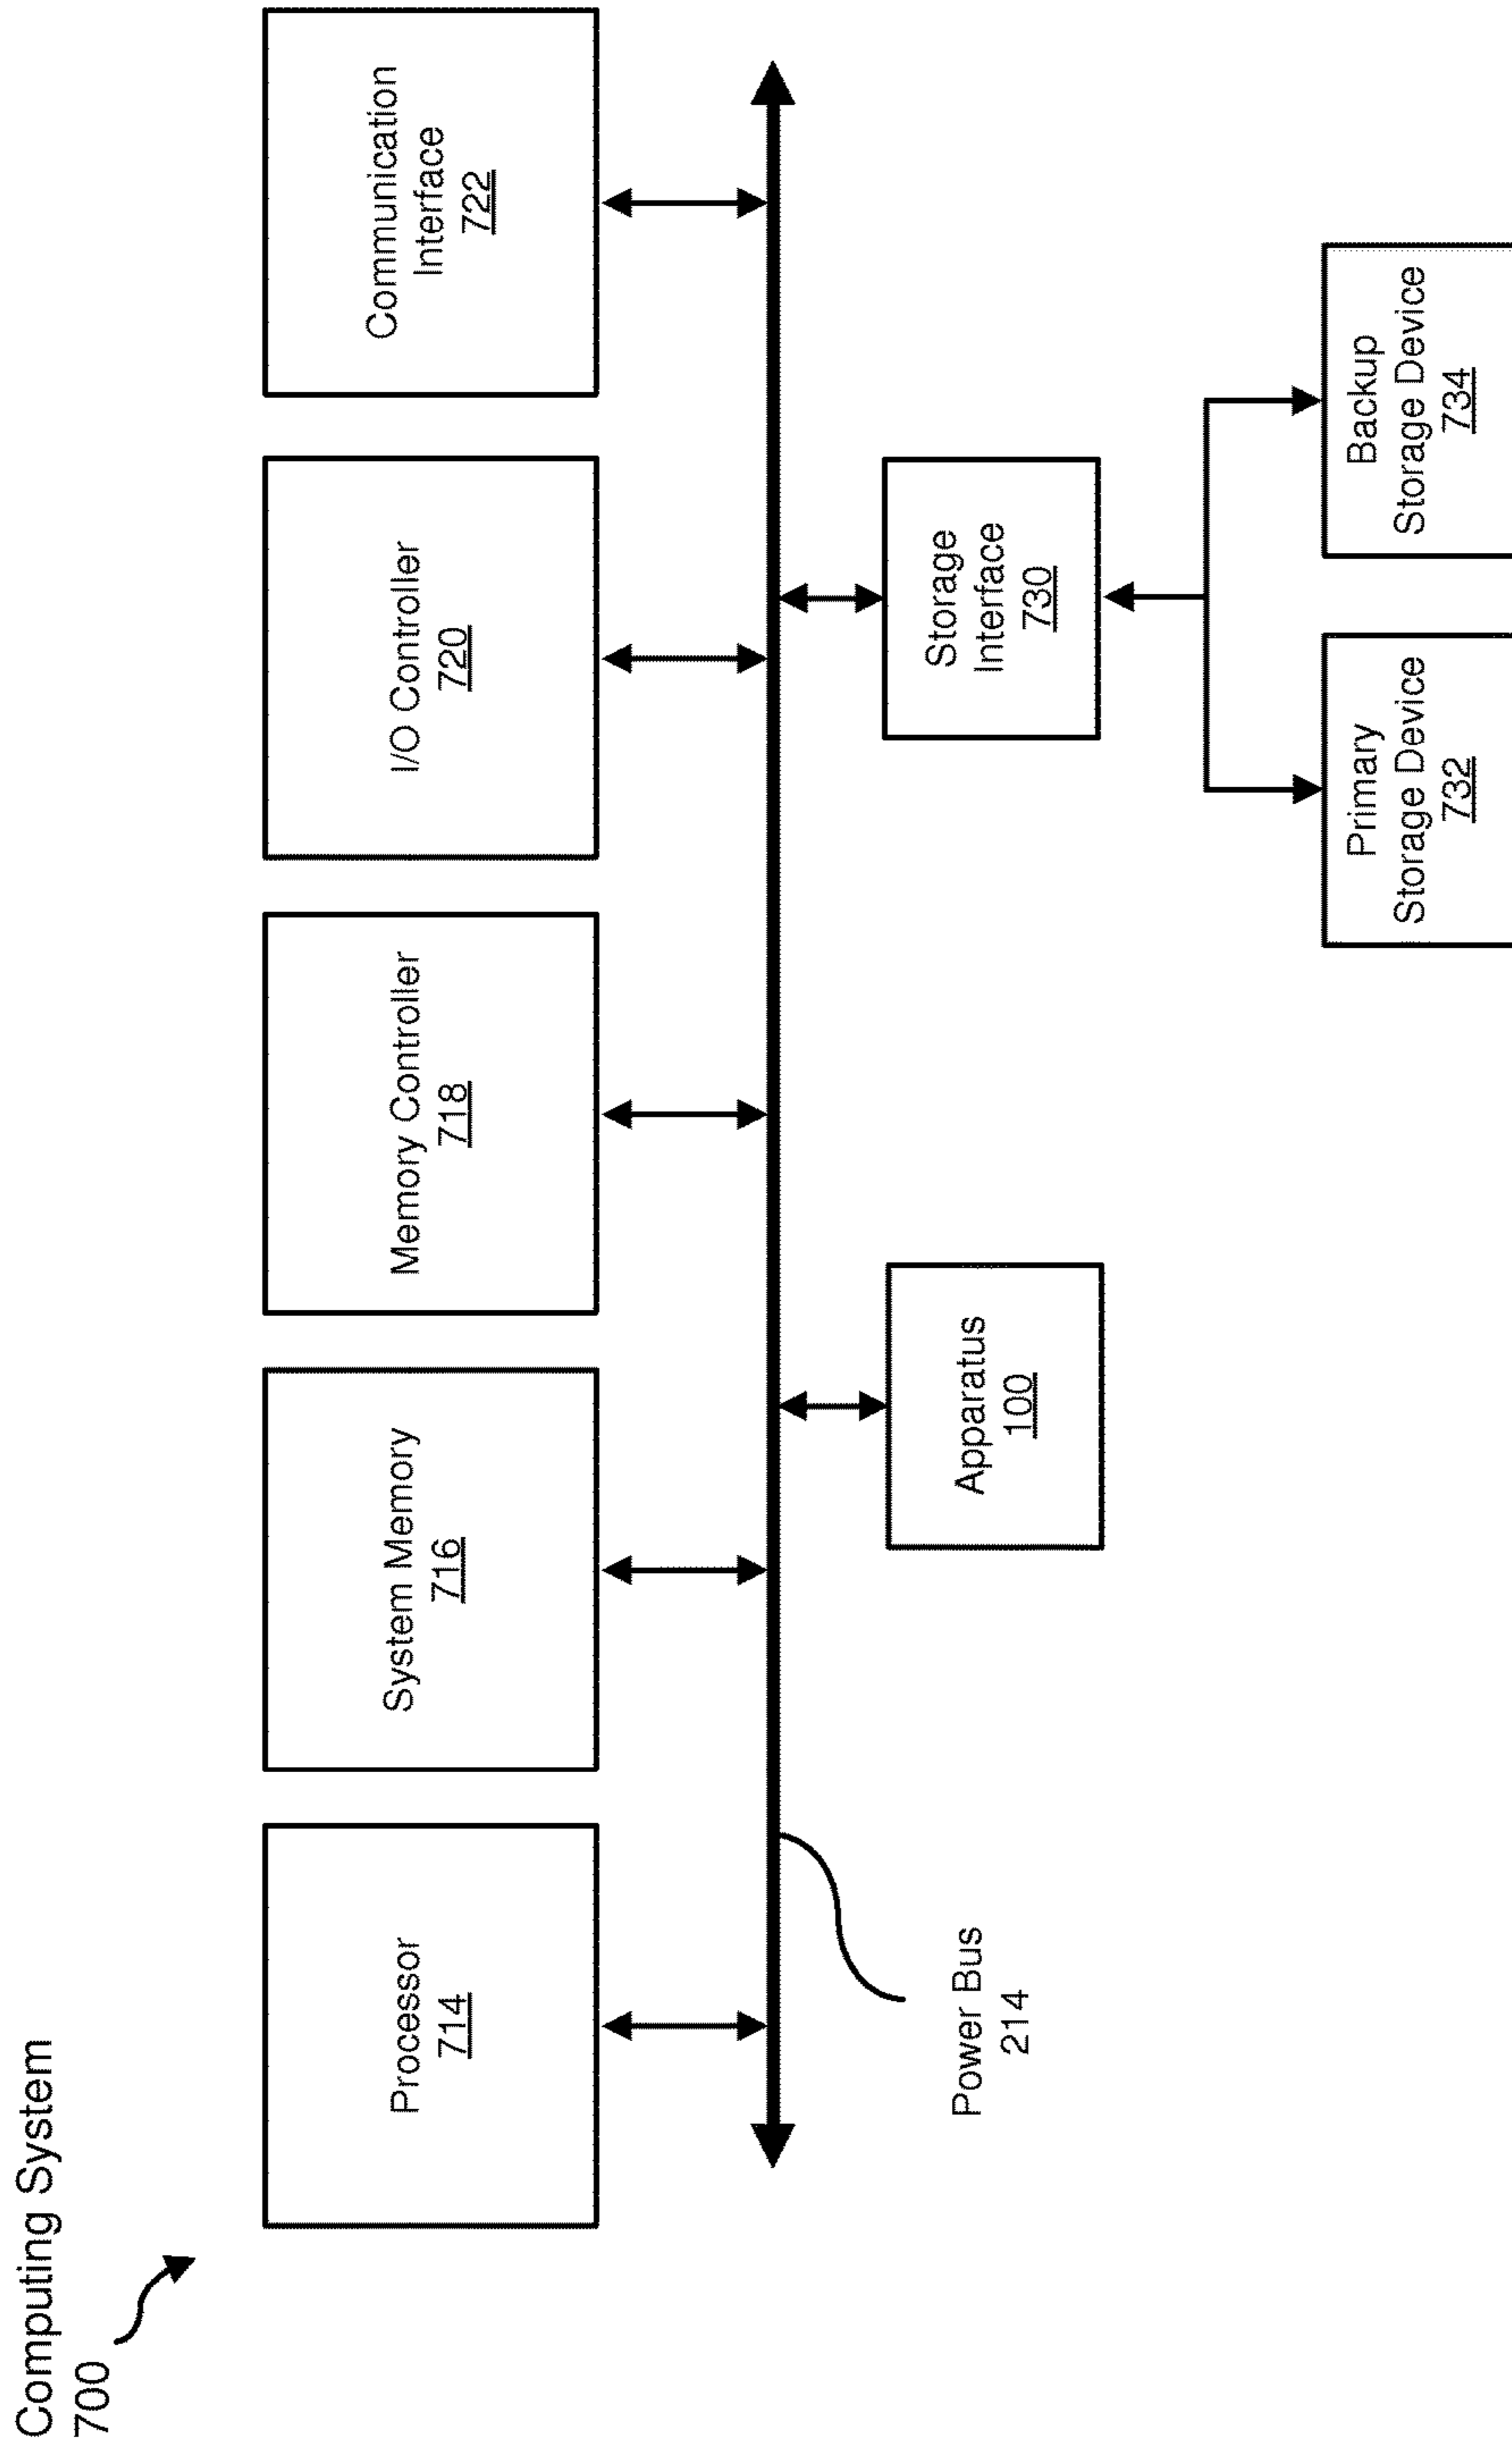 Computing System
700
Processor
714
System Memory
716
Memory Controller
718
I/O Controller
720
Communication
Interface
722
Power Bus
214
Apparatus
100
Storage
Interface
730
Primary
Storage Device
732
Backup
Storage Device
734